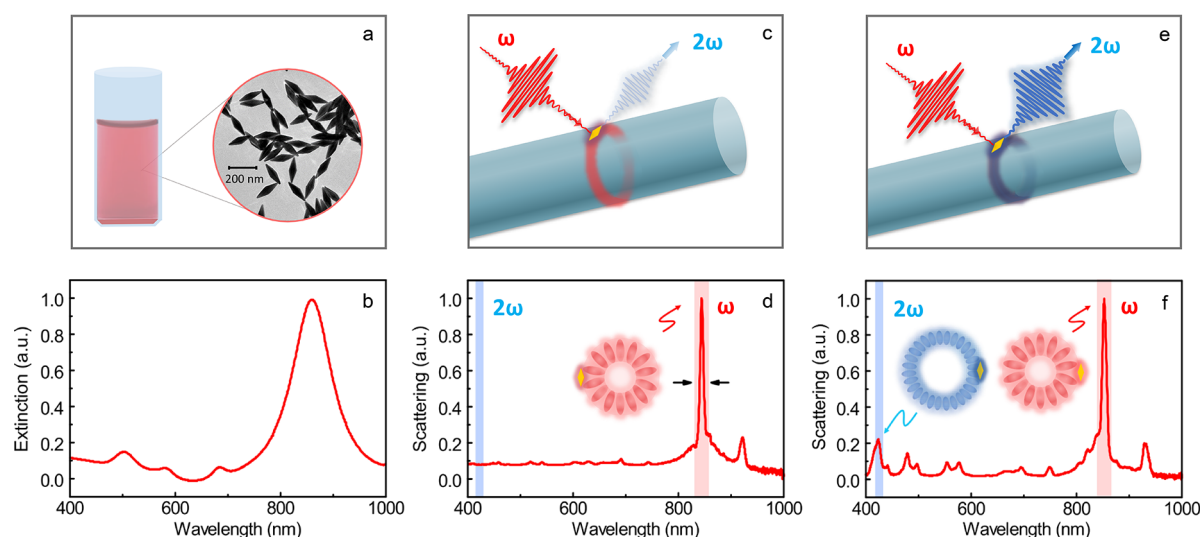 a
200 nm
c
ω
2ω
e
ω
2ω
b
Extinction (a.u.)
1.0
0.8
0.6
0.4
0.2
0.0
400
600
800
1000
Wavelength (nm)
d
2ω
ω
Scattering (a.u.)
1.0
0.8
0.6
0.4
0.2
0.0
400
600
800
1000
Wavelength (nm)
f
2ω
ω
Scattering (a.u.)
1.0
0.8
0.6
0.4
0.2
0.0
400
600
800
1000
Wavelength (nm)